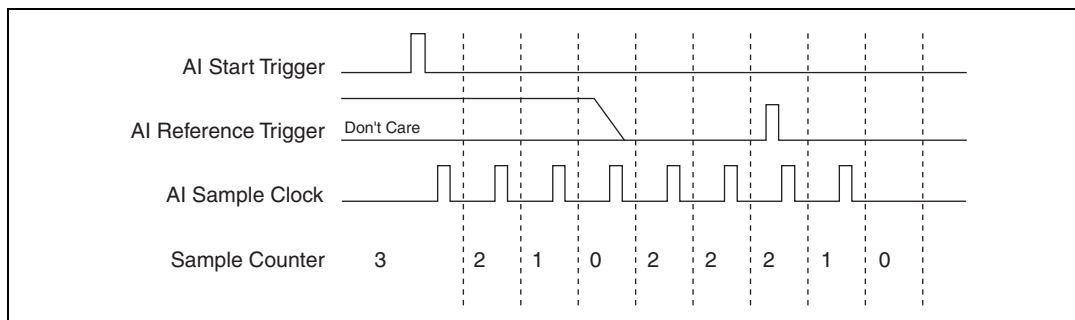 AI Start Trigger
AI Reference Trigger
Don't Care
AI Sample Clock
Sample Counter 3 2 1 0 2 2 2 1 0